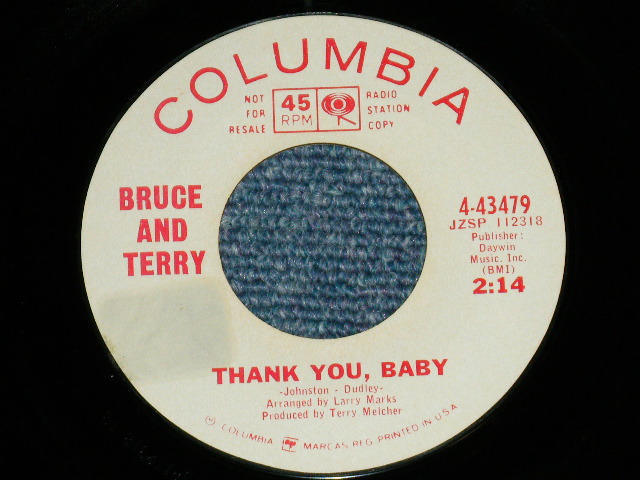 COLUMBIA
NOT
FOR
RESALE
45
RPM
RADIO
STATION
COPY
BRUCE
AND
TERRY
4-43479
JZSP 112318
Publisher:
Daywin
Music, Inc.
(BMI)
2:14
THANK YOU, BABY
-Johnston - Dudley-
Arranged by Larry Marks
Produced by Terry Melcher
COLUMBIA MARCAS REG. PRINTED IN U.S.A.